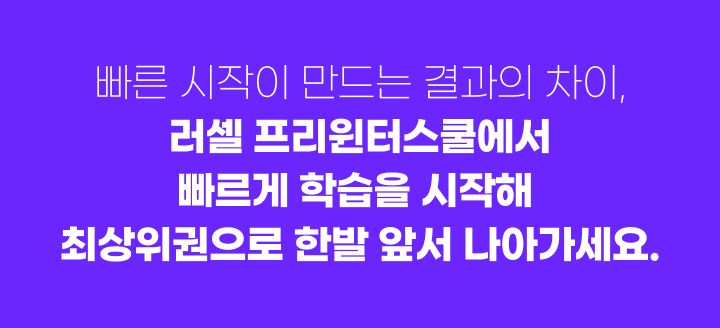 빠른 시작이 만드는 결과의 차이,
러셀 프리윈터스쿨에서
빠르게 학습을 시작해
최상위권으로 한발 앞서 나아가세요.